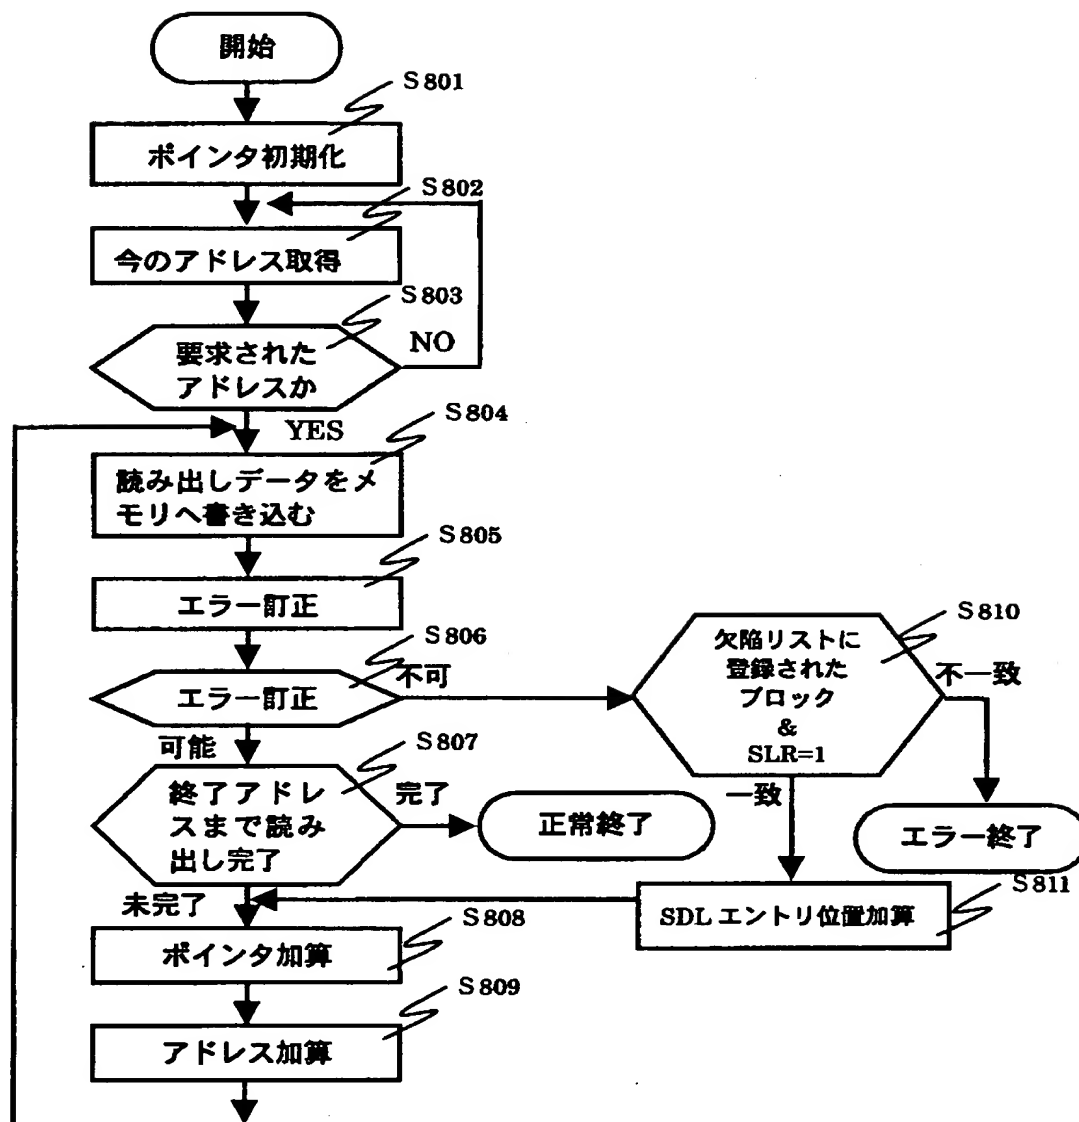 開始
S801
ポインタ初期化
S802
今のアドレス取得
S803
要求された
アドレスか
NO
YES
S804
読み出しデータをメ
モリへ書き込む
S805
エラー訂正
S806
エラー訂正
不可
可能
S810
欠陥リストに
登録された
ブロック
&
SLR=1
不一致
一致
エラー終了
S807
終了アドレ
スまで読み
出し完了
完了
正常終了
未完了
S811
SDLエントリ位置加算
S808
ポインタ加算
S809
アドレス加算